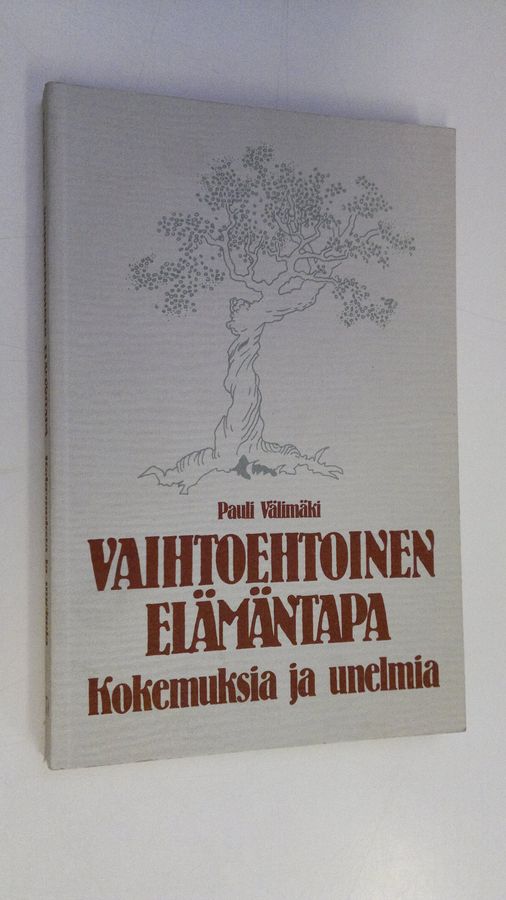 Pauli Välimäki
VAIHTOEHTOINEN
ELÄMÄNTAPA
Kokemuksia ja unelmia